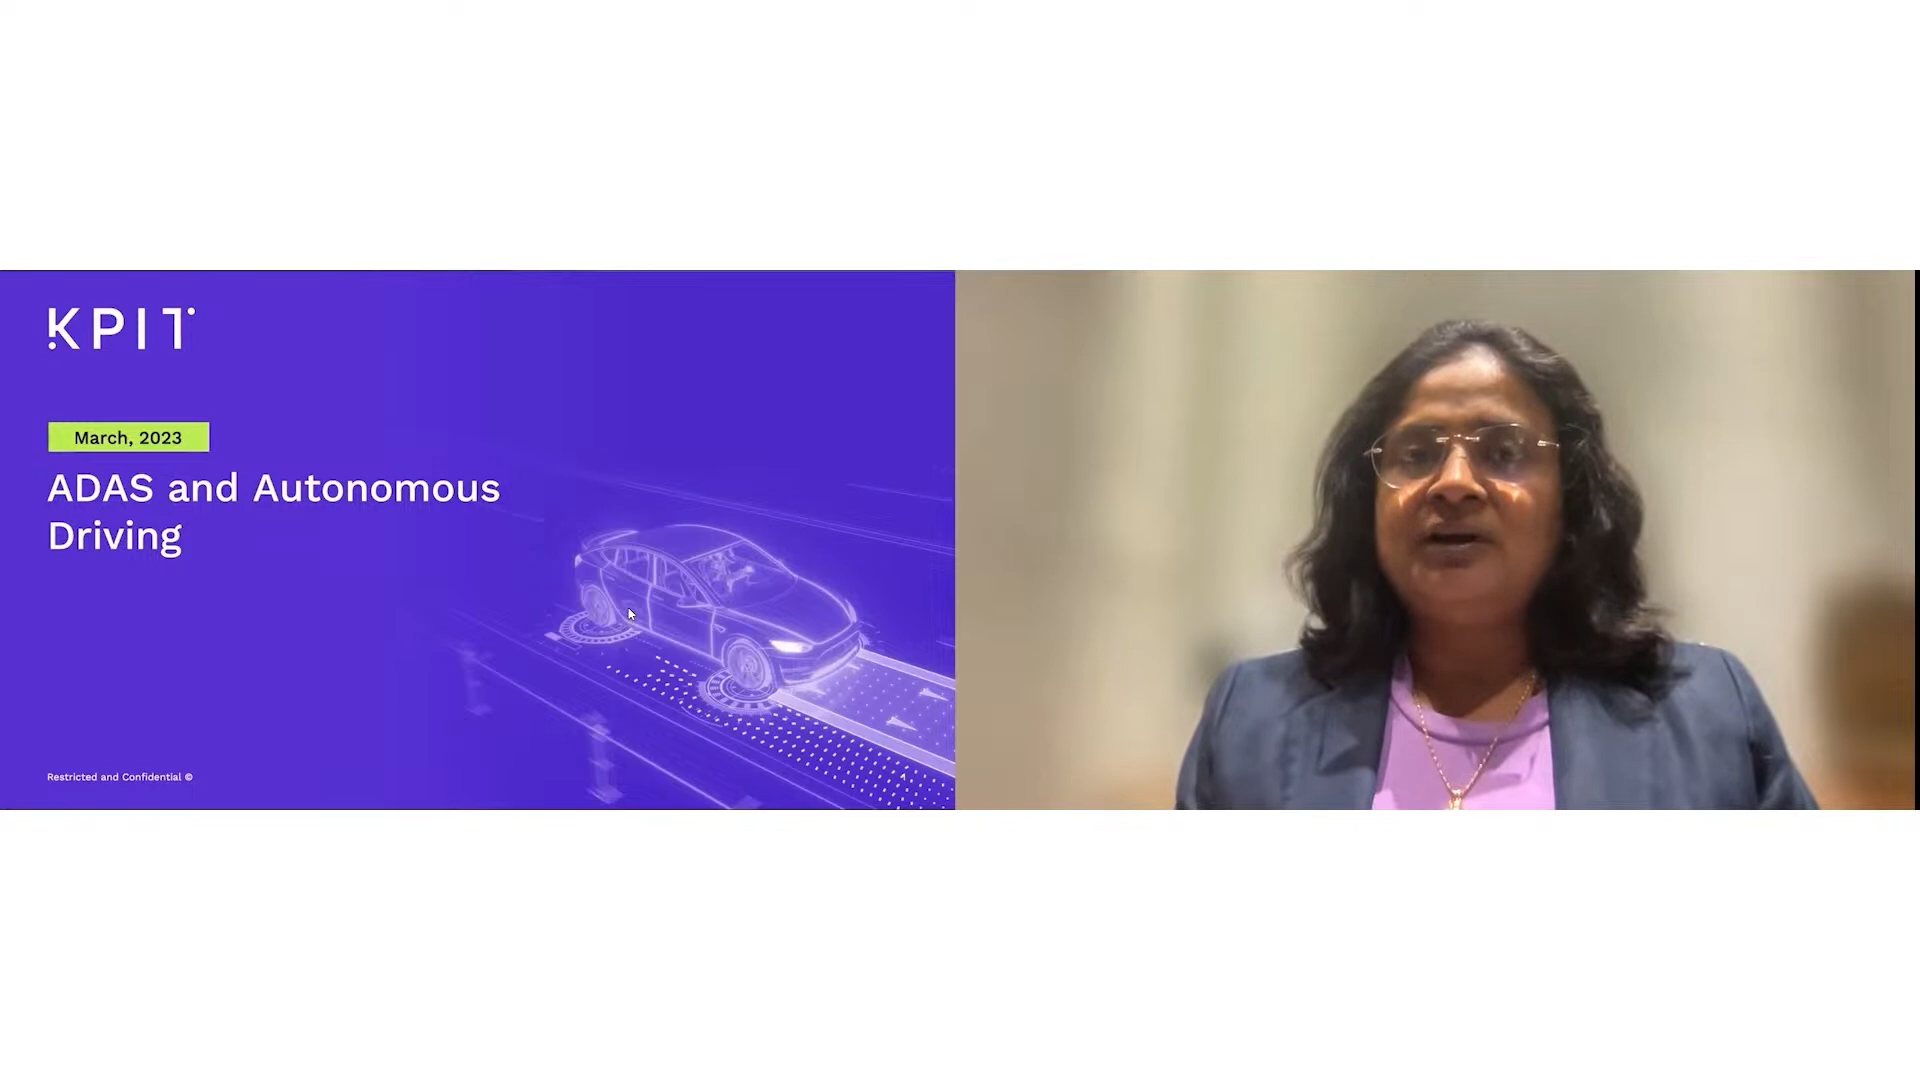 KPIT
March, 2023
ADAS and Autonomous
Driving
Restricted and Confidential ©